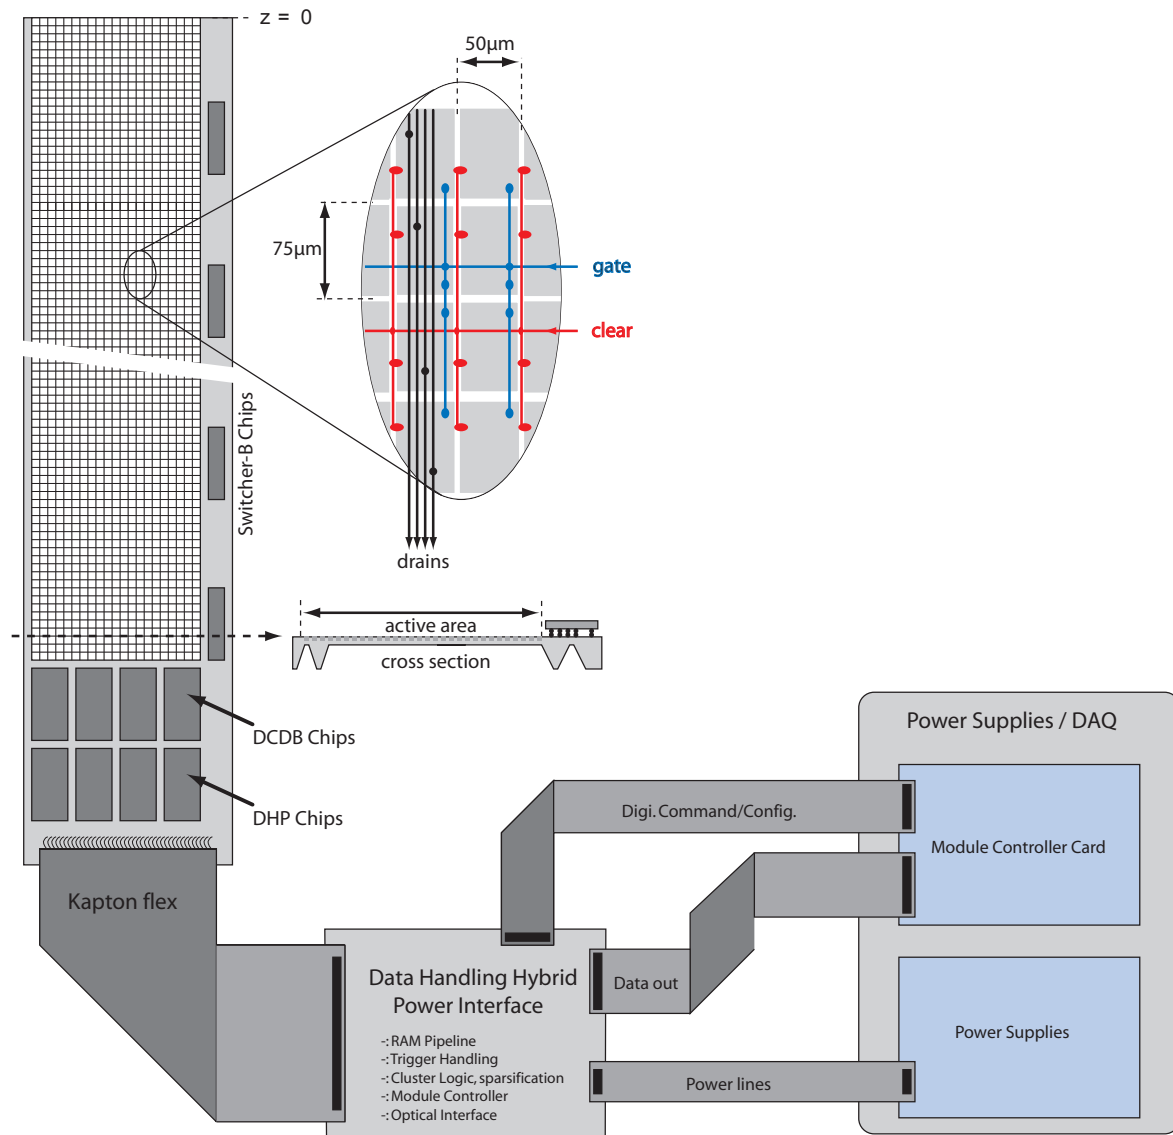 z = 0
50µm
75µm
gate
clear
Switcher-B Chips
drains
active area
cross section
DCDB Chips
DHP Chips
Power Supplies / DAQ
Digi. Command/Config.
Module Controller Card
Kapton flex
Data Handling Hybrid
Power Interface
Data out
-: RAM Pipeline
-: Trigger Handling
-: Cluster Logic, sparsification
-: Module Controller
-: Optical Interface
Power Supplies
Power lines